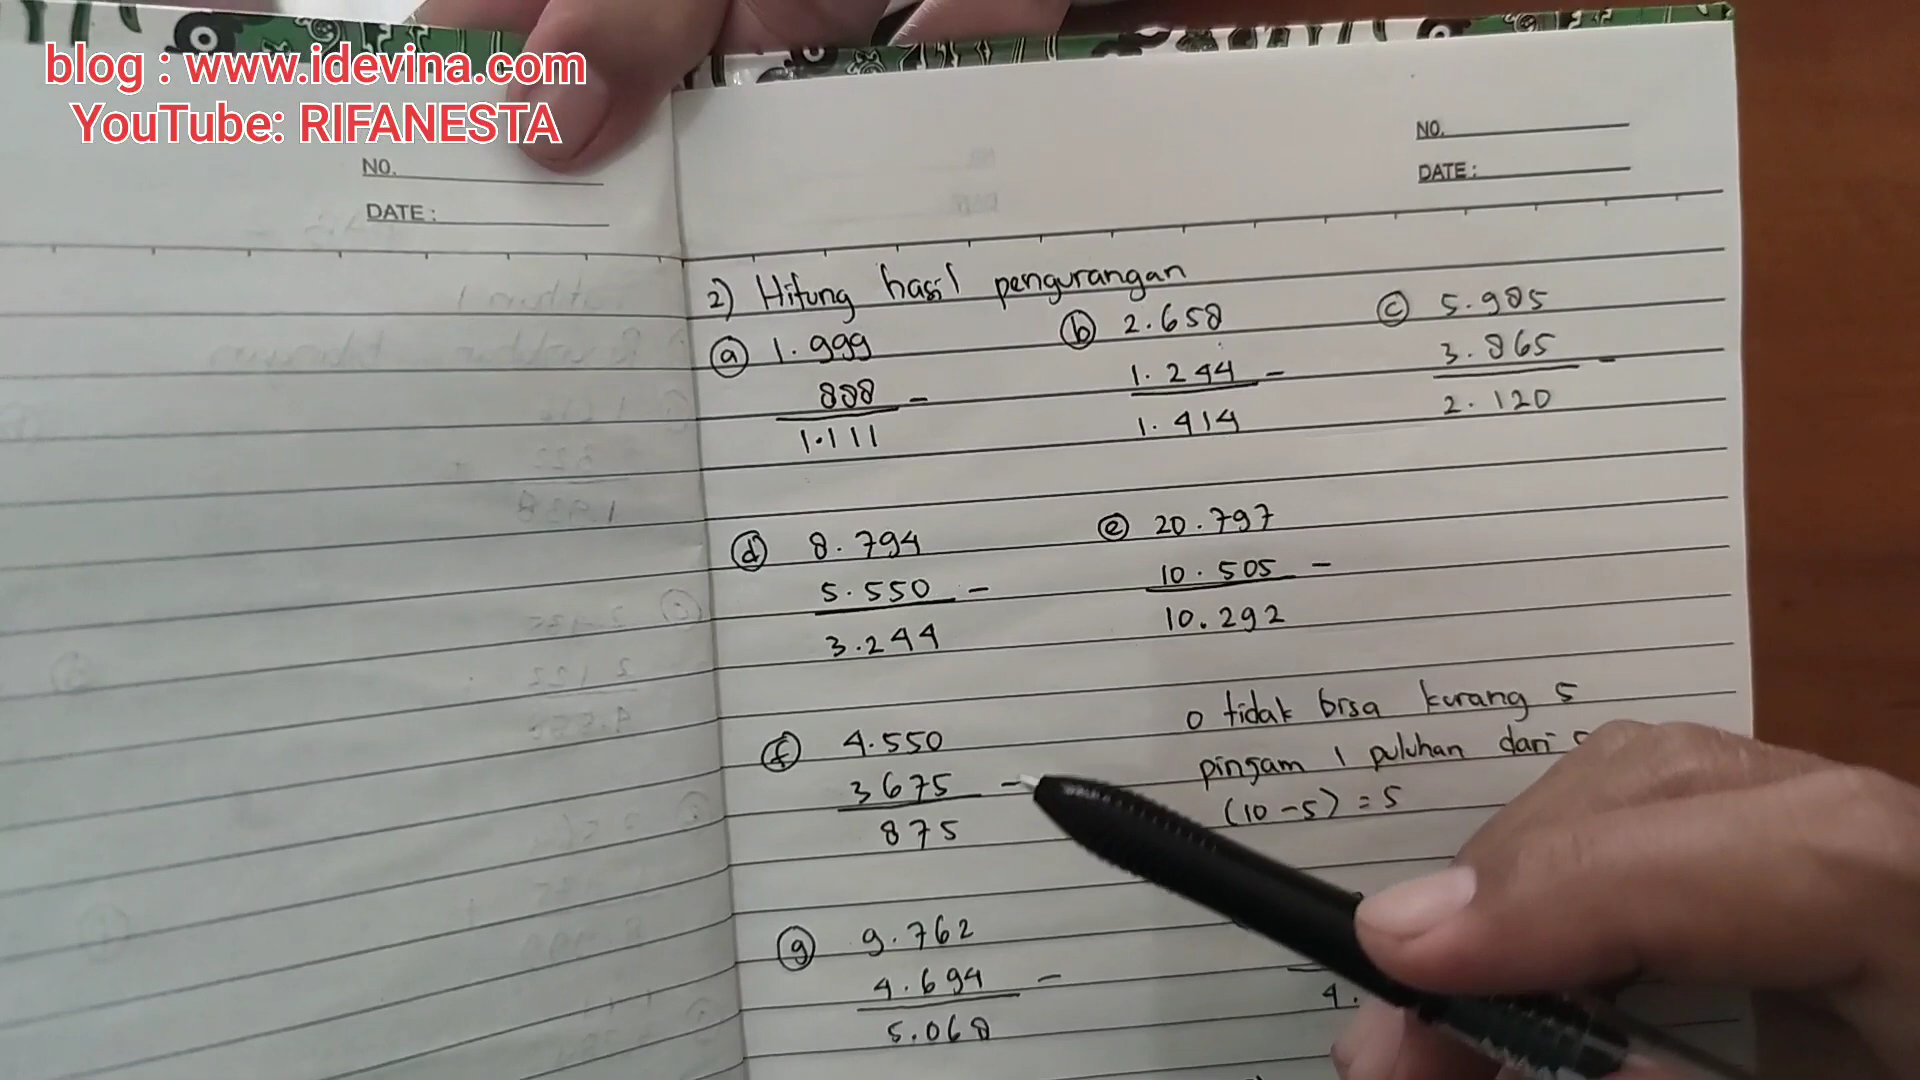 blog : www.idevina.com
YouTube: RIFANESTA
NO.
DATE :
NO.
DATE :
2) Hitung hasil pengurangan
a 1.999
888 -
1.111
b 2.658
1.244 -
1.414
c 5.985
3.865 -
2.120
d 8.794
5.550 -
3.244
e 20.797
10.505 -
10.292
f 4.550
3675 -
875
0 tidak bisa kurang 5
pinjam 1 puluhan dari
(10-5) = 5
g 9.762
4.694 -
5.068
4.